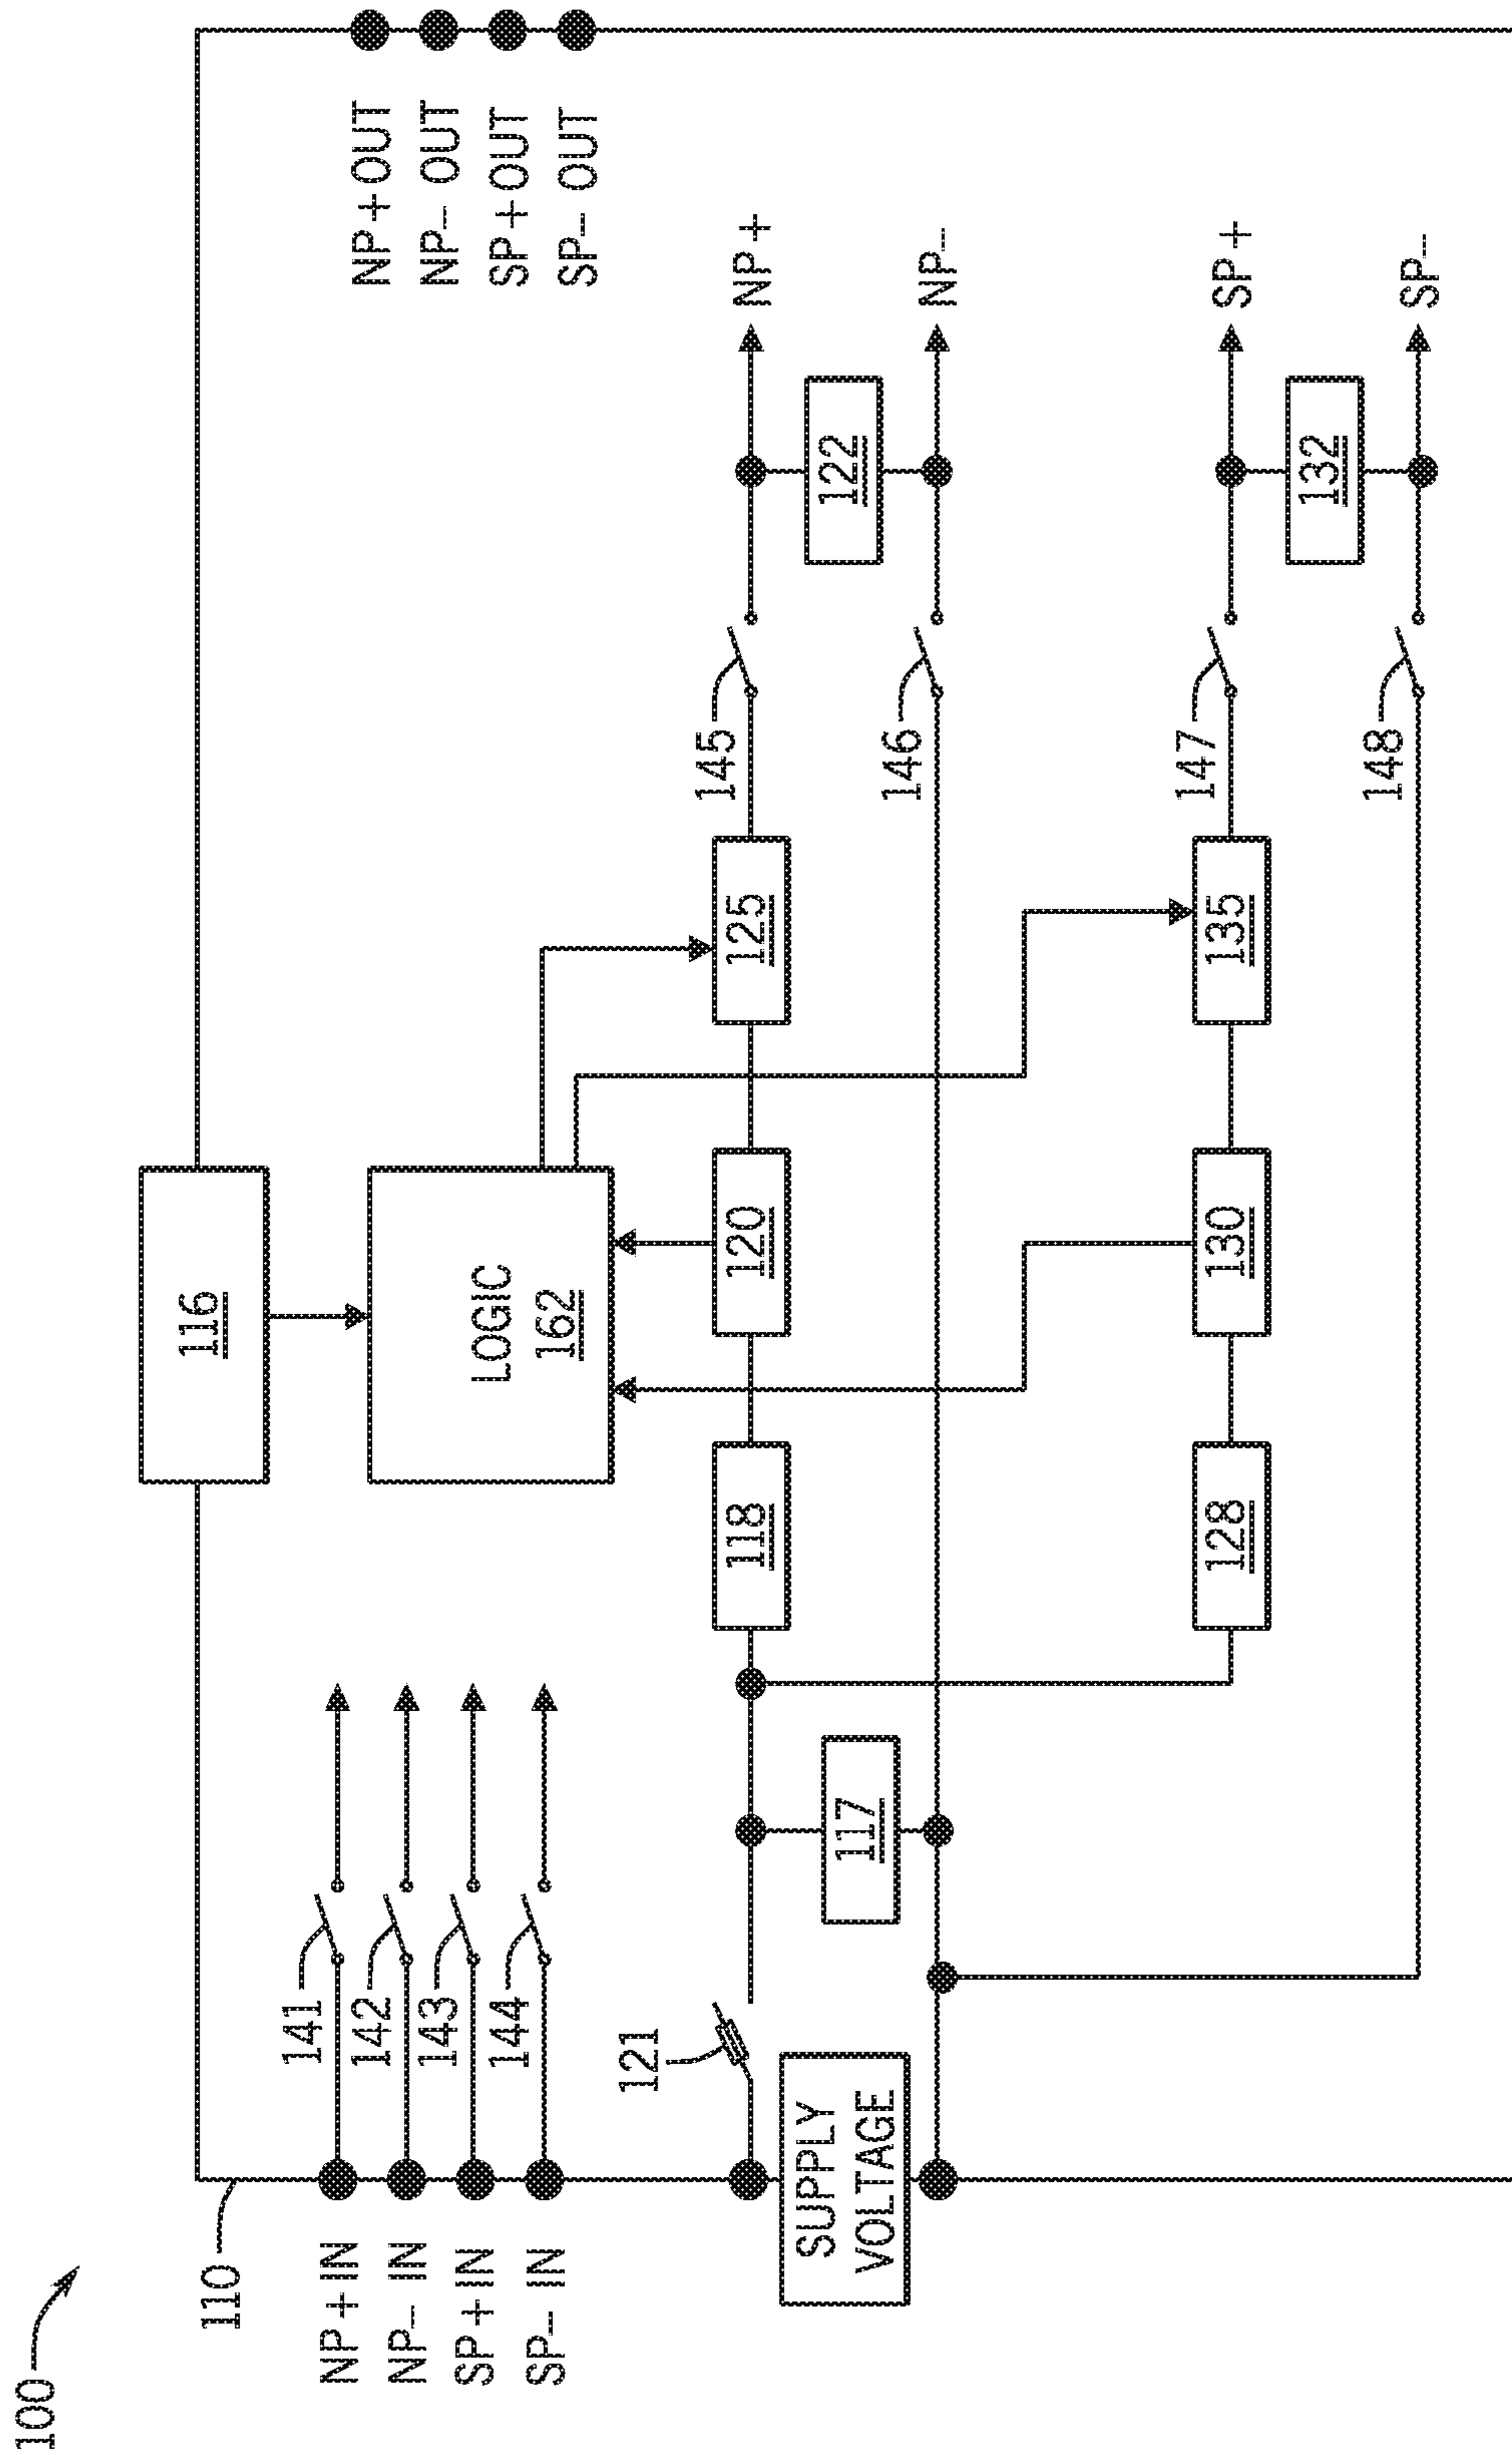 100
110
116
NP+IN
NP− IN
SP+IN
SP− IN
141
142
143
144
NP+OUT
NP− OUT
SP+OUT
SP− OUT
LOGIC
162
121
SUPPLY
VOLTAGE
117
118
120
125
145
NP+
122
146
NP−
128
130
135
147
SP+
132
148
SP−